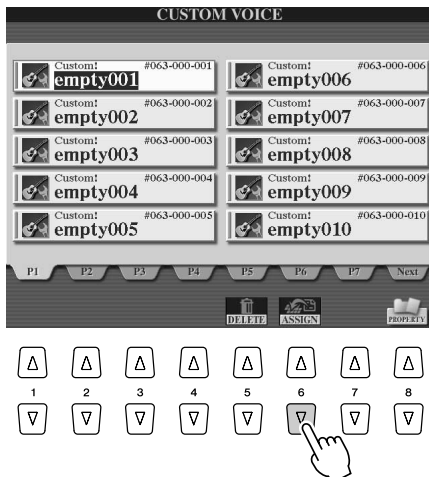 CUSTOM VOICE
Custom! #063-000-001
empty001
Custom! #063-000-002
empty002
Custom! #063-000-003
empty003
Custom! #063-000-004
empty004
Custom! #063-000-005
empty005
Custom! #063-000-006
empty006
Custom! #063-000-007
empty007
Custom! #063-000-008
empty008
Custom! #063-000-009
empty009
Custom! #063-000-010
empty010
P1 P2 P3 P4 P5 P6 P7 Next
DELETE ASSIGN PROPERTY
1 2 3 4 5 6 7 8